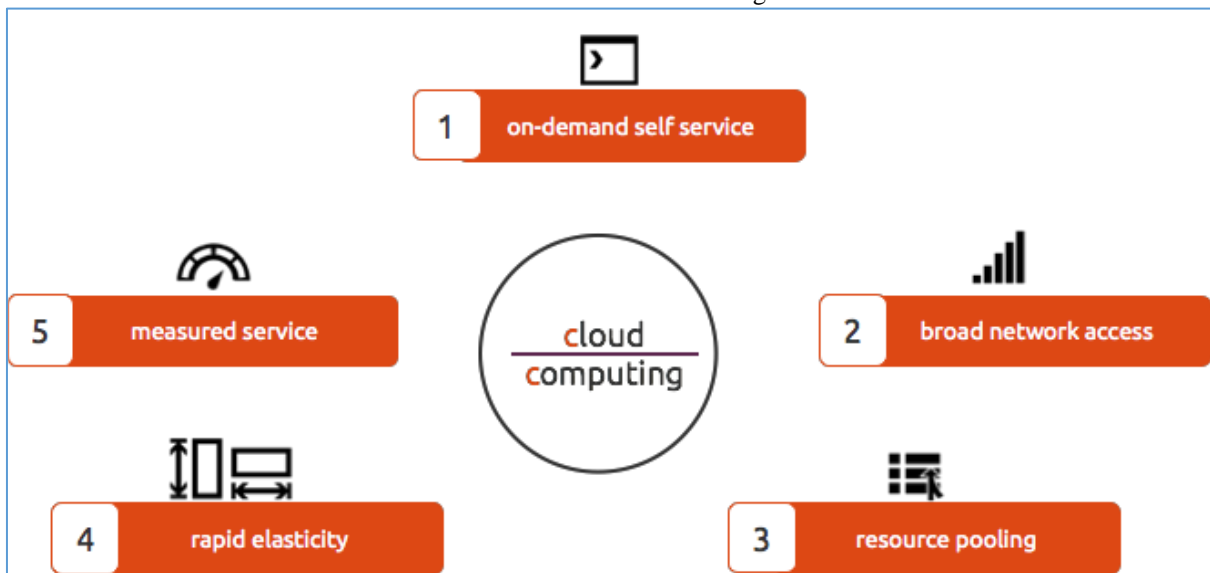 1 on-demand self service
5 measured service
2 broad network access
cloud
computing
4 rapid elasticity
3 resource pooling